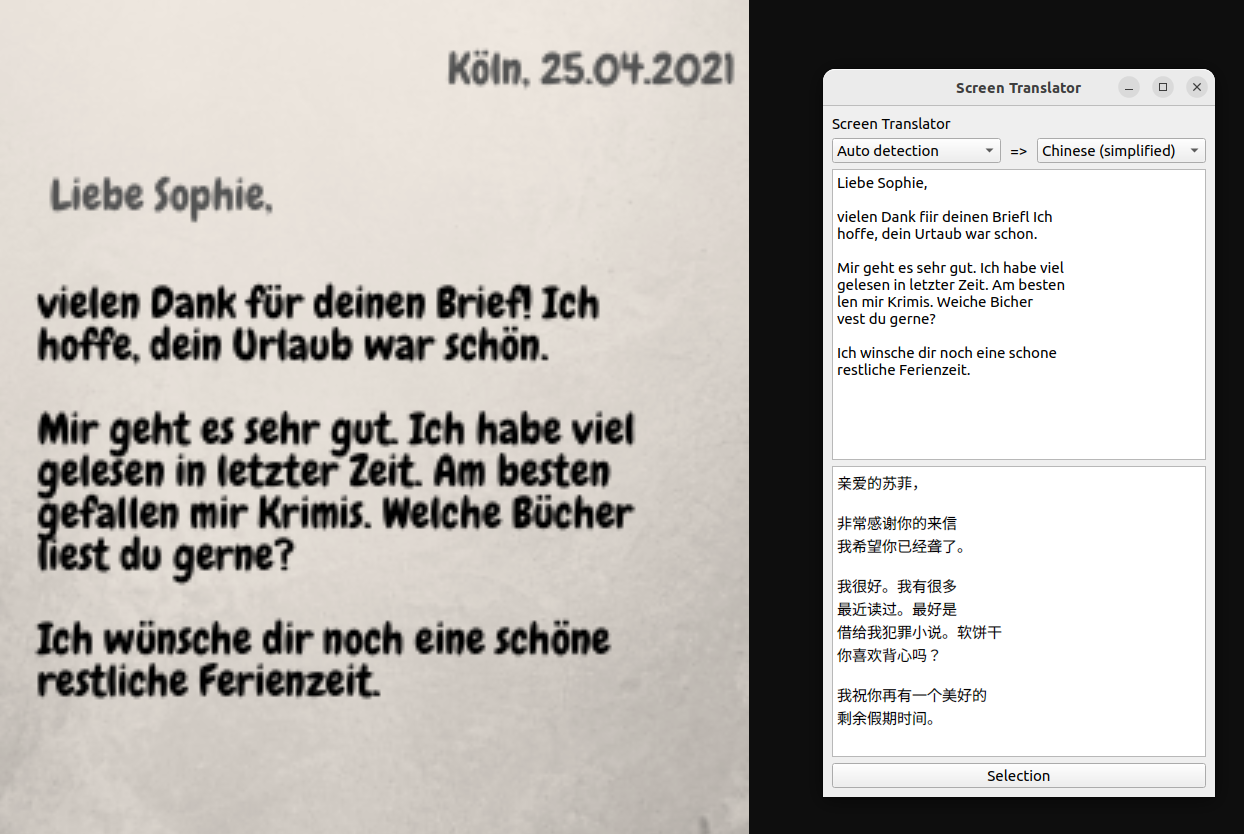 Köln, 25.04.2021
Liebe Sophie,
vielen Dank für deinen Brief! Ich
hoffe, dein Urlaub war schön.
Mir geht es sehr gut. Ich habe viel
gelesen in letzter Zeit. Am besten
gefallen mir Krimis. Welche Bücher
liest du gerne?
Ich wünsche dir noch eine schöne
restliche Ferienzeit.
Screen Translator
Screen Translator
Auto detection => Chinese (simplified)
Liebe Sophie,
vielen Dank fiir deinen Briefl Ich
hoffe, dein Urtaub war schon.
Mir geht es sehr gut. Ich habe viel
gelesen in letzter Zeit. Am besten
len mir Krimis. Weiche Bicher
vest du gerne?
Ich winsche dir noch eine schone
restliche Ferienzeit.
亲爱的苏菲，
非常感谢你的来信
我希望你已经聋了。
我很好。我有很多
最近读过。最好是
借给我犯罪小说。软饼干
你喜欢背心吗？
我祝你再有一个美好的
剩余假期时间。
Selection